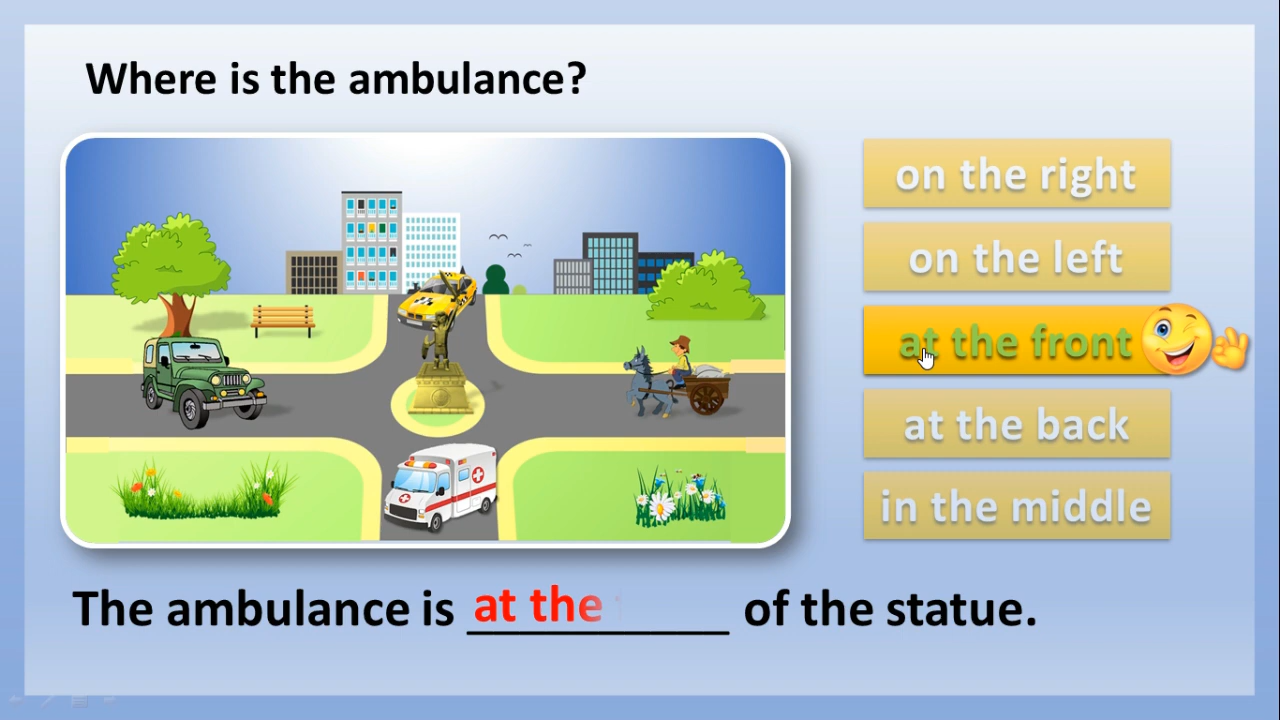 Where is the ambulance?
on the right
on the left
at the front
at the back
in the middle
The ambulance is at the __________ of the statue.